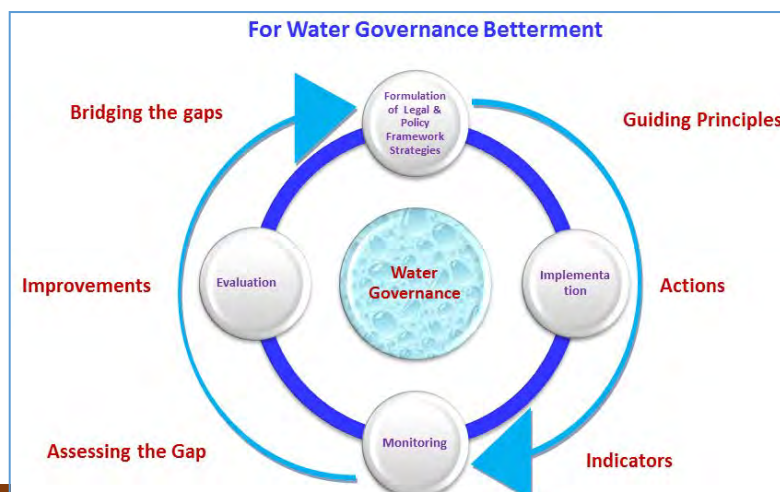 For Water Governance Betterment
Bridging the gaps
Formulation
of Legal &
Policy
Framework
Strategies
Guiding Principles
Improvements
Evaluation
Water
Governance
Implementa
tion
Actions
Assessing the Gap
Monitoring
Indicators